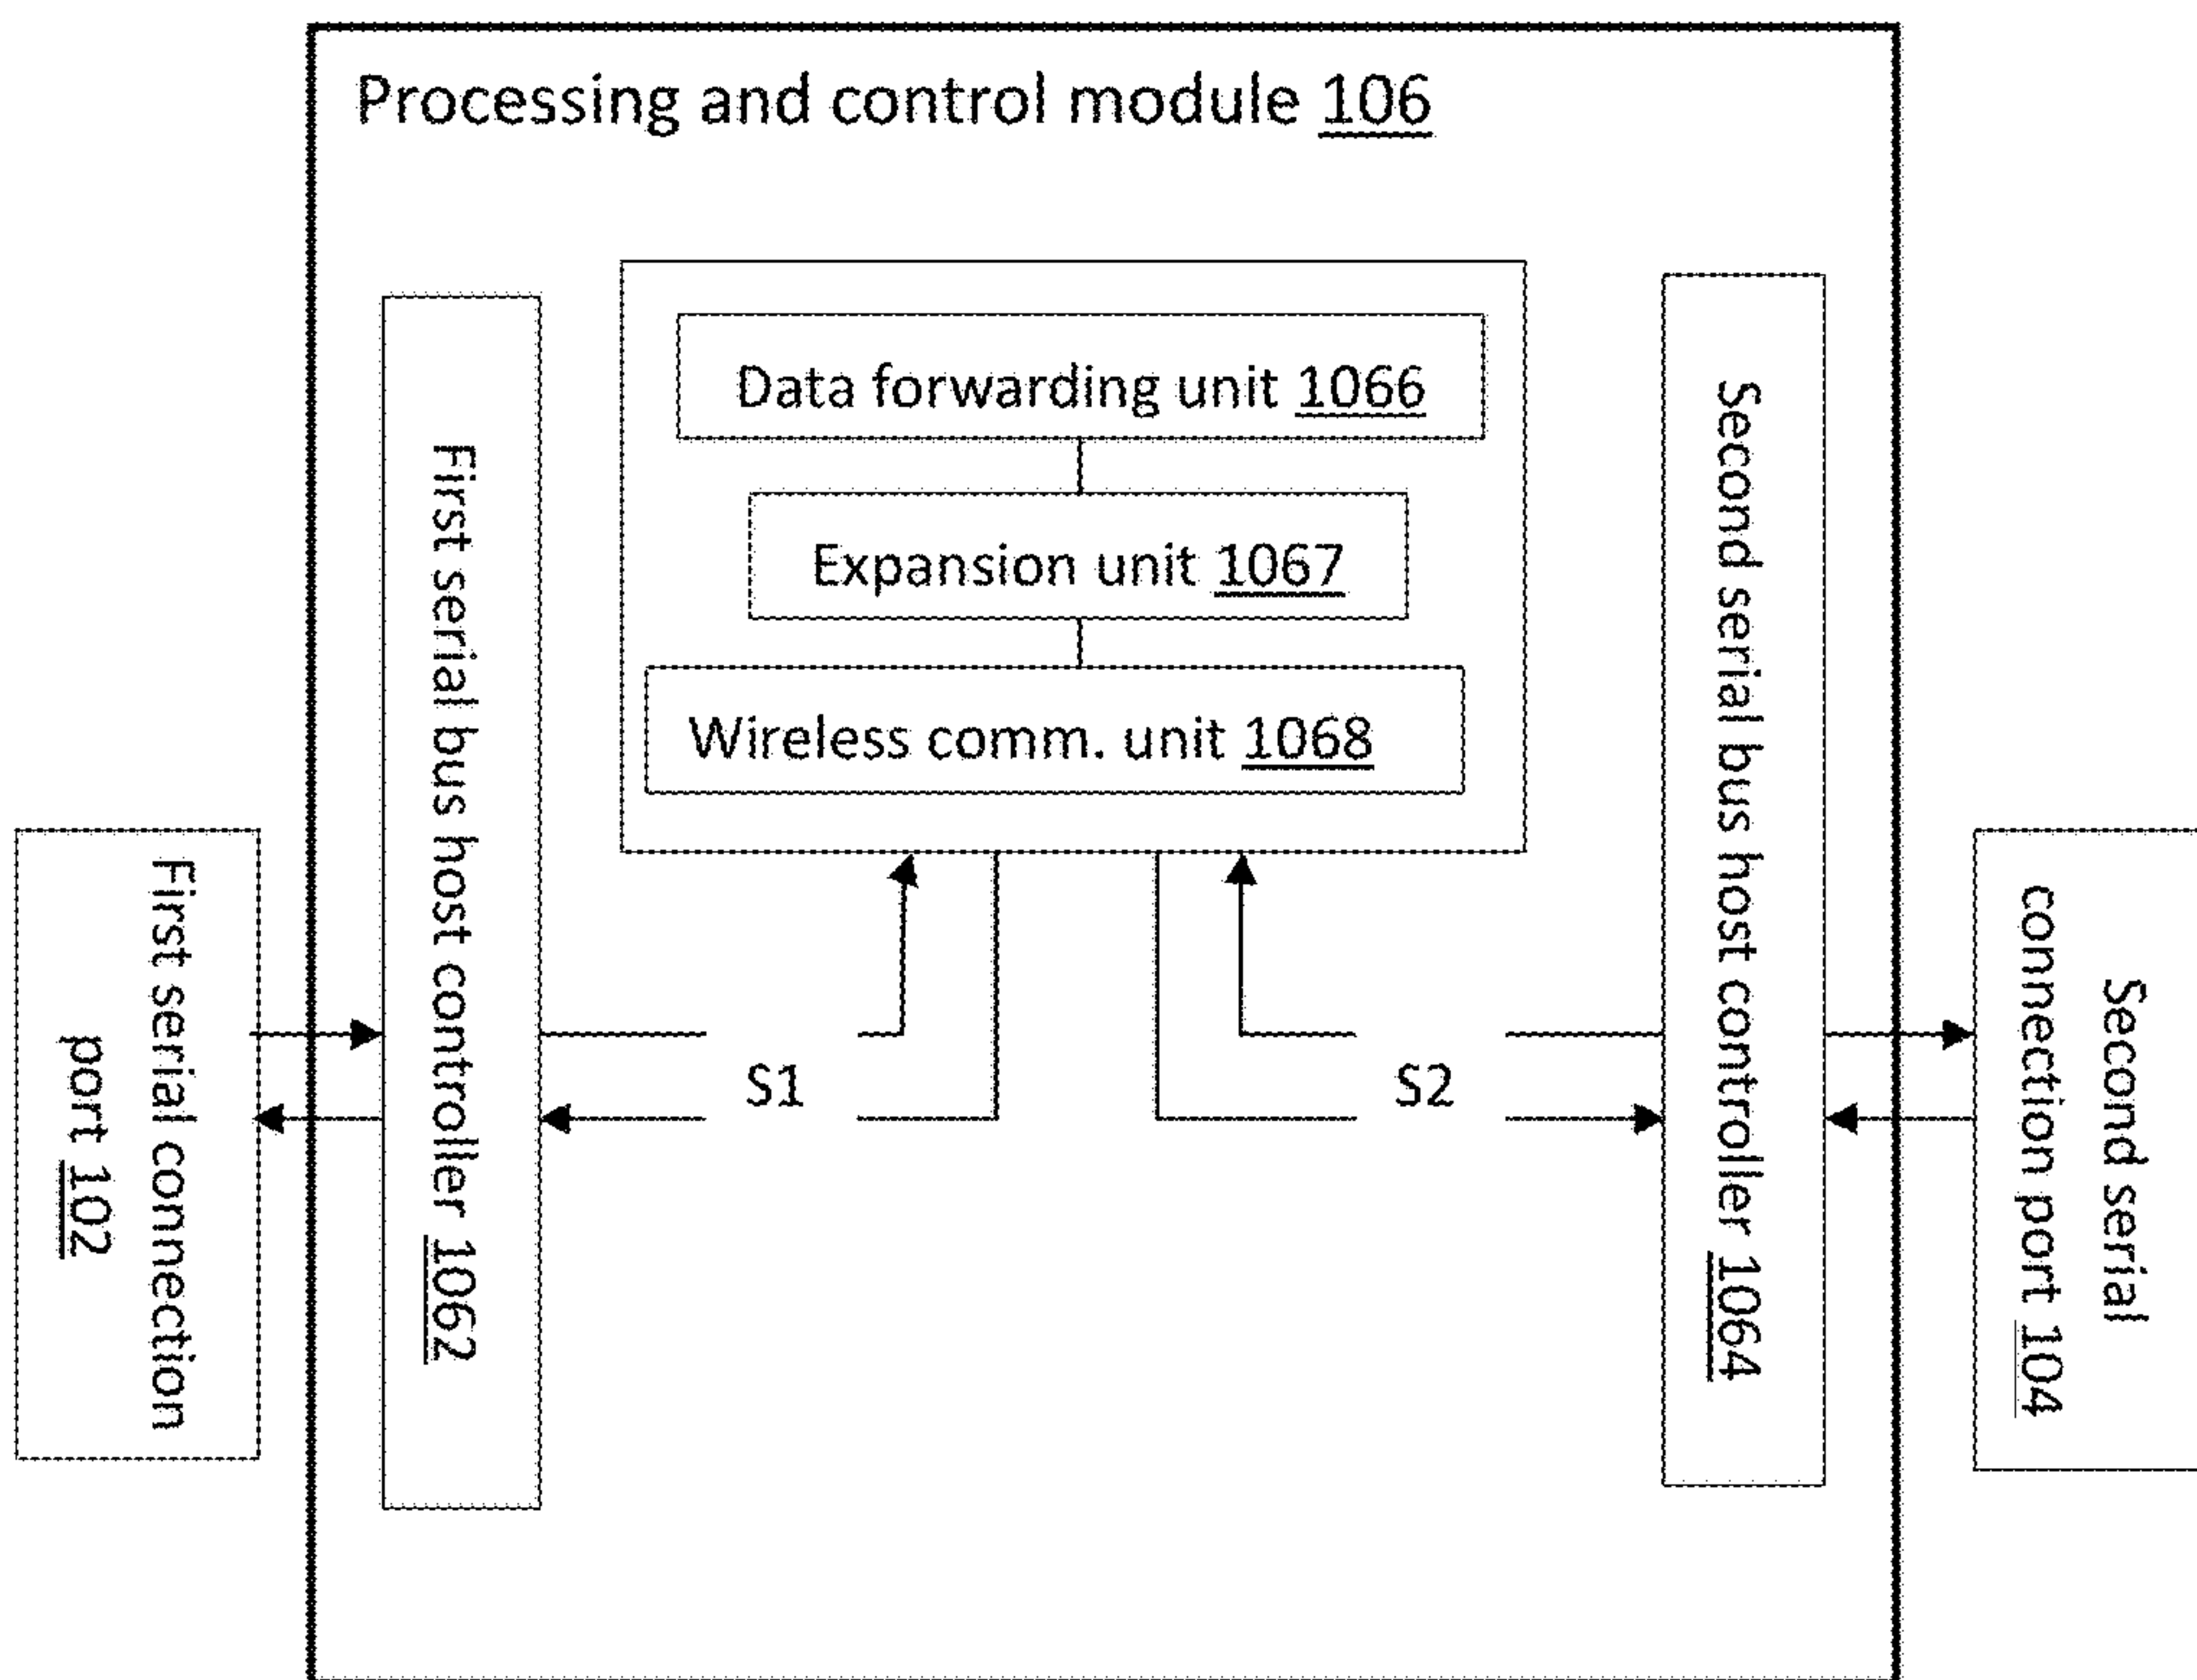 Processing and control module 106
Data forwarding unit 1066
Expansion unit 1067
Wireless comm. unit 1068
First serial bus host controller 1062
Second serial bus host controller 1064
First serial connection
port 102
Second serial
connection port 104
S1
S2